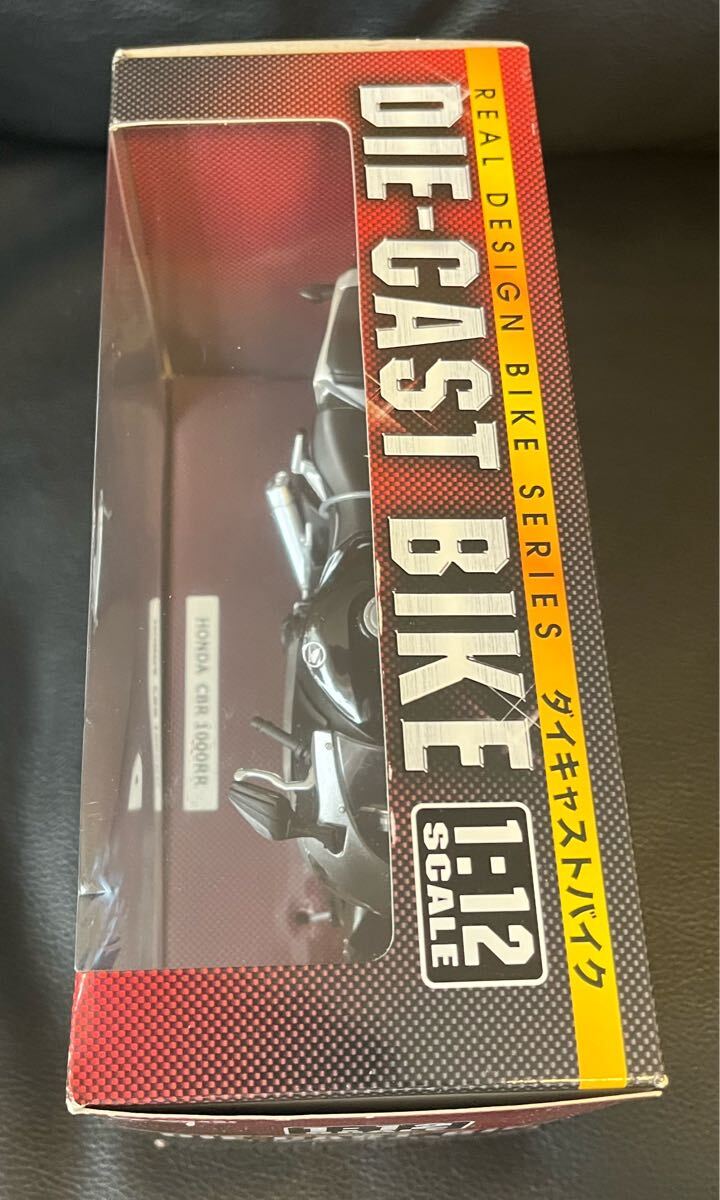 REAL DESIGN BIKE SERIES ダイキャストバイク
DIE-CAST BIKE
1:12
SCALE
HONDA CBR 1000RR